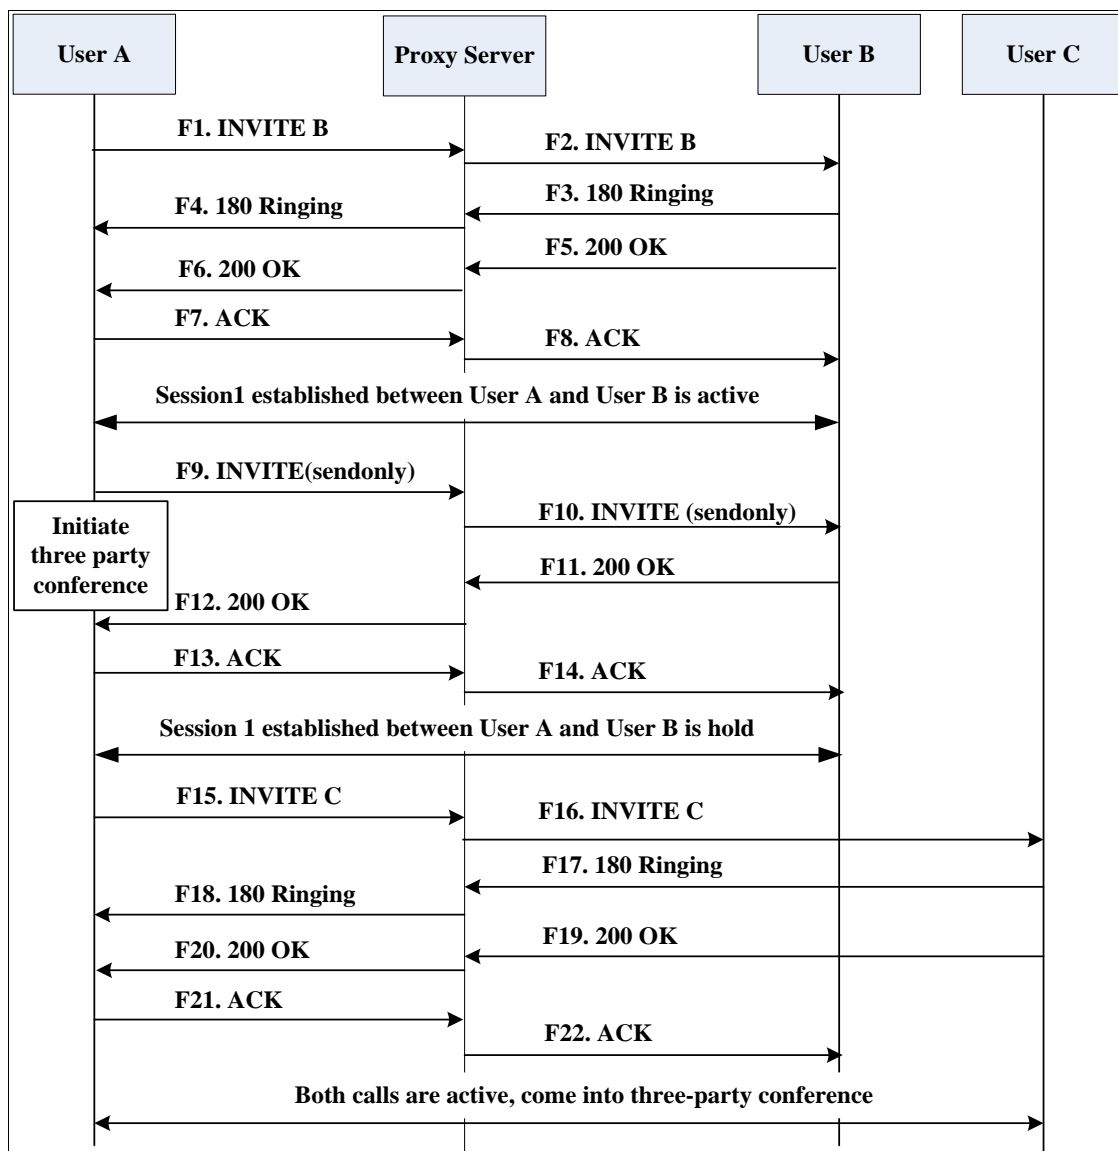 User A
Proxy Server
User B
User C
F1. INVITE B
F2. INVITE B
F3. 180 Ringing
F4. 180 Ringing
F5. 200 OK
F6. 200 OK
F7. ACK
F8. ACK
Session1 established between User A and User B is active
F9. INVITE(sendonly)
Initiate
three party
conference
F10. INVITE (sendonly)
F11. 200 OK
F12. 200 OK
F13. ACK
F14. ACK
Session 1 established between User A and User B is hold
F15. INVITE C
F16. INVITE C
F17. 180 Ringing
F18. 180 Ringing
F19. 200 OK
F20. 200 OK
F21. ACK
F22. ACK
Both calls are active, come into three-party conference